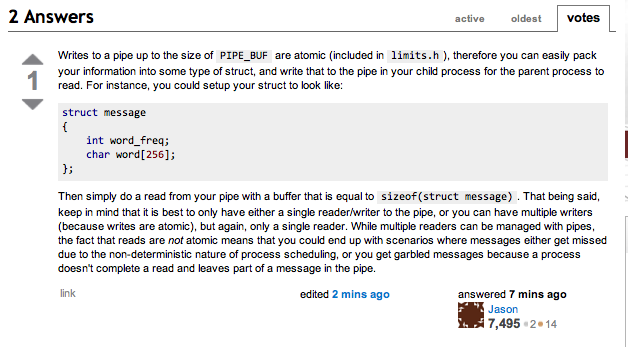 2 Answers
active oldest votes
Writes to a pipe up to the size of PIPE_BUF are atomic (included in limits.h ), therefore you can easily pack
your information into some type of struct, and write that to the pipe in your child process for the parent process to
1
read. For instance, you could setup your struct to look like:
struct message
{
int word_freq;
char word[256];
};
Then simply do a read from your pipe with a buffer that is equal to sizeof(struct message) . That being said,
keep in mind that it is best to only have either a single reader/writer to the pipe, or you can have multiple writers
(because writes are atomic), but again, only a single reader. While multiple readers can be managed with pipes,
the fact that reads are not atomic means that you could end up with scenarios where messages either get missed
due to the non-deterministic nature of process scheduling, or you get garbled messages because a process
doesn't complete a read and leaves part of a message in the pipe.
link edited 2 mins ago answered 7 mins ago
Jason
7,495 2 14